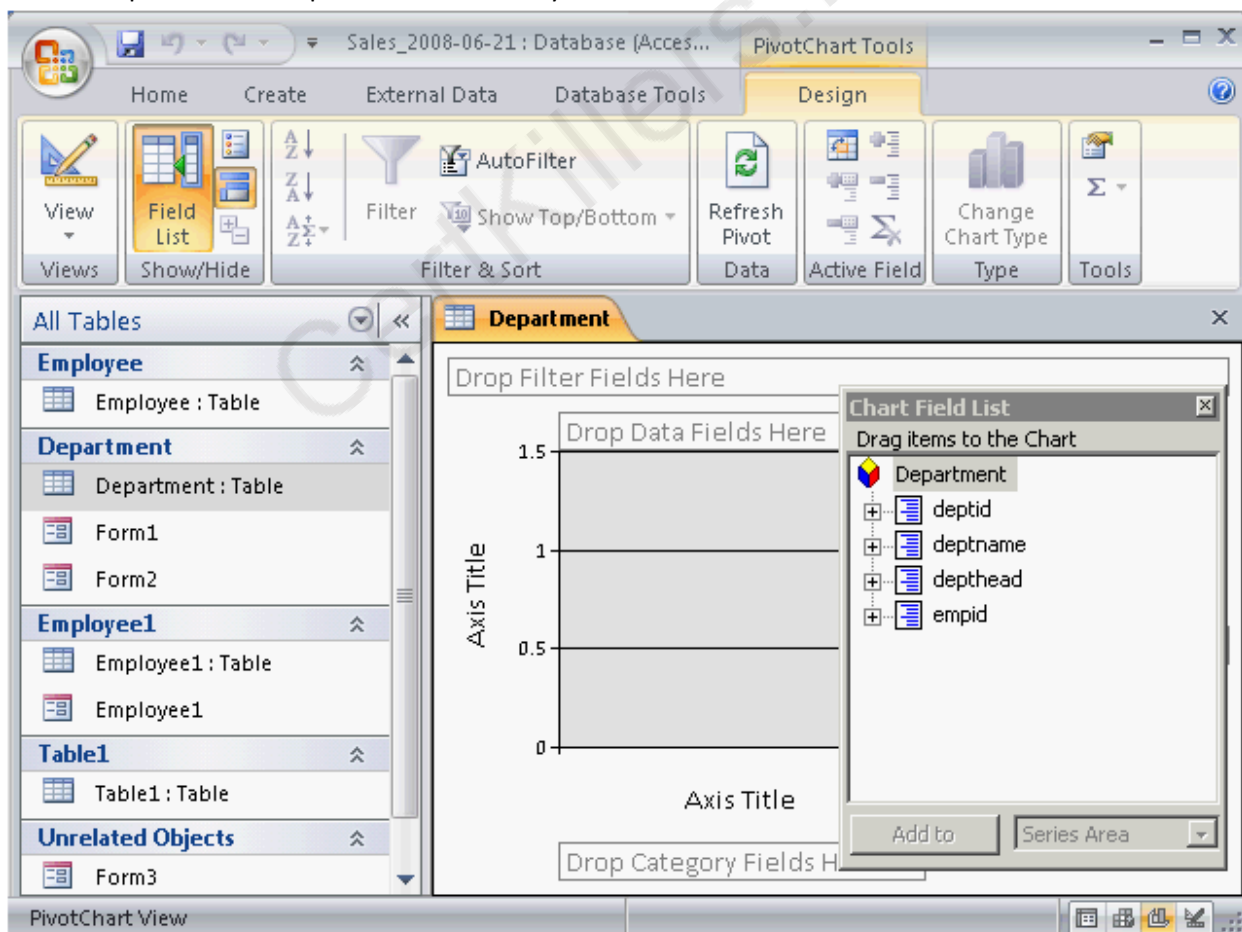 Sales_2008-06-21 : Database (Acces...
PivotChart Tools
Home Create External Data Database Tools Design
View
Field List
A Z
Z A
Filter
AutoFilter
Show Top/Bottom
Refresh Pivot
Change Chart Type
Σ
Views Show/Hide Filter & Sort Data Active Field Type Tools
All Tables
Employee
Employee : Table
Department
Department : Table
Form1
Form2
Employee1
Employee1 : Table
Employee1
Table1
Table1 : Table
Unrelated Objects
Form3
Department
Drop Filter Fields Here
Drop Data Fields Here
1.5
1
0.5
0
Axis Title
Axis Title
Drop Category Fields H
Chart Field List
Drag items to the Chart
Department
deptid
deptname
depthead
empid
Add to
Series Area
PivotChart View
CertKillers.